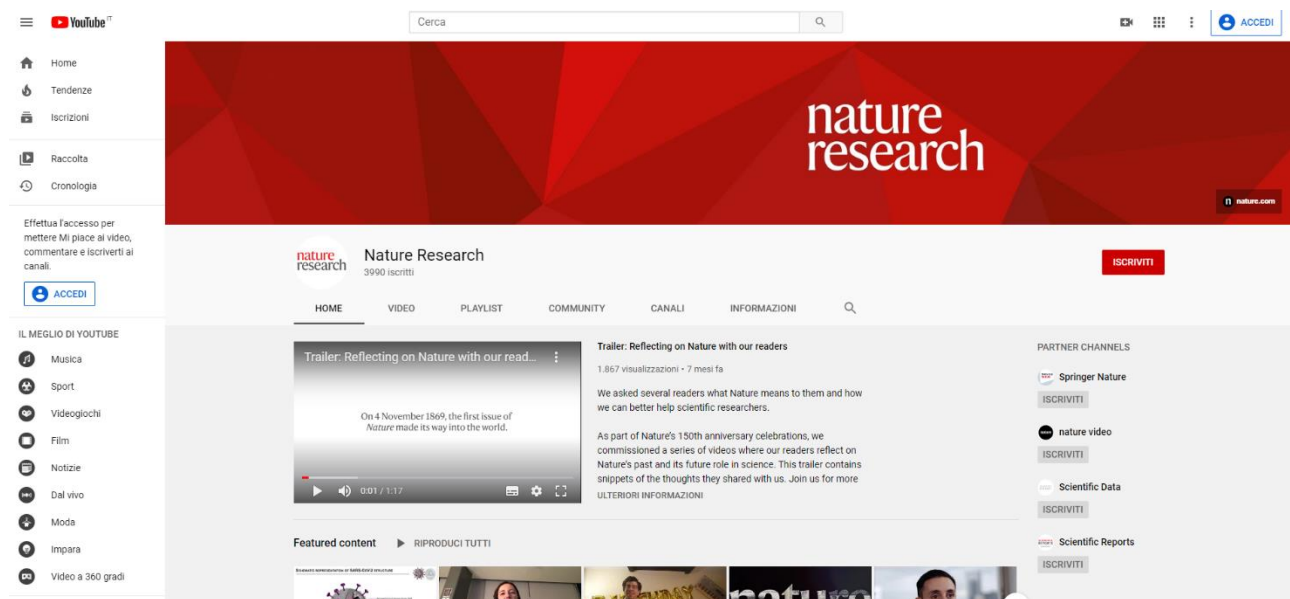 YouTube IT
Cerca
ACCEDI
Home
Tendenze
Iscrizioni
Raccolta
Cronologia
Effettua l'accesso per
mettere Mi piace ai video,
commentare e iscriverti ai
canali.
ACCEDI
IL MEGLIO DI YOUTUBE
Musica
Sport
Videogiochi
Film
Notizie
Dal vivo
Moda
Impara
Video a 360 gradi
nature
research
n nature.com
nature
research
Nature Research
3990 iscritti
ISCRIVITI
HOME VIDEO PLAYLIST COMMUNITY CANALI INFORMAZIONI
Trailer: Reflecting on Nature with our read...
On 4 November 1869, the first issue of
Nature made its way into the world.
0:01 / 1:17
Trailer: Reflecting on Nature with our readers
1.867 visualizzazioni • 7 mesi fa
We asked several readers what Nature means to them and how
we can better help scientific researchers.
As part of Nature's 150th anniversary celebrations, we
commissioned a series of videos where our readers reflect on
Nature's past and its future role in science. This trailer contains
snippets of the thoughts they shared with us. Join us for more
ULTERIORI INFORMAZIONI
PARTNER CHANNELS
Springer Nature
ISCRIVITI
nature video
ISCRIVITI
Scientific Data
ISCRIVITI
Scientific Reports
ISCRIVITI
Featured content RIPRODUCI TUTTI
nature